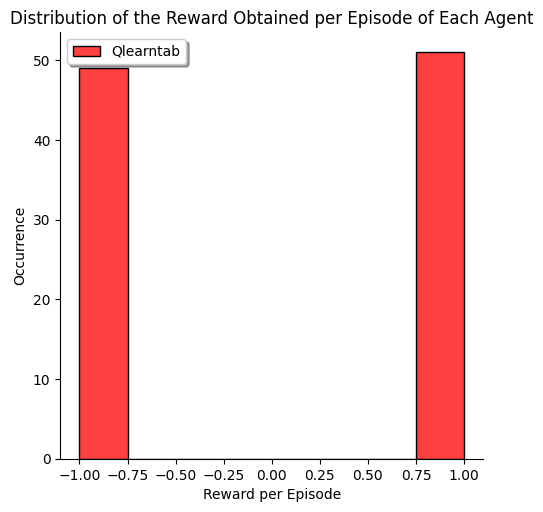 Distribution of the Reward Obtained per Episode of Each Agent
Qlearntab
50
40
30
20
10
0
Occurrence
−1.00 −0.75 −0.50 −0.25 0.00 0.25 0.50 0.75 1.00
Reward per Episode